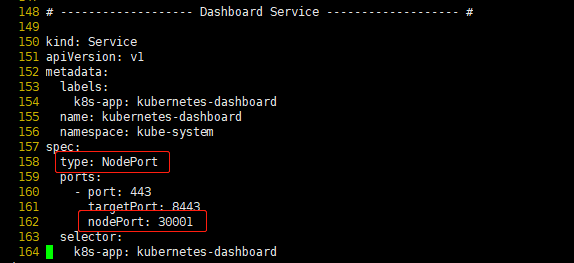 148 # ------------------- Dashboard Service ------------------- #
149
150 kind: Service
151 apiVersion: v1
152 metadata:
153   labels:
154     k8s-app: kubernetes-dashboard
155   name: kubernetes-dashboard
156   namespace: kube-system
157 spec:
158   type: NodePort
159   ports:
160     - port: 443
161       targetPort: 8443
162       nodePort: 30001
163   selector:
164     k8s-app: kubernetes-dashboard